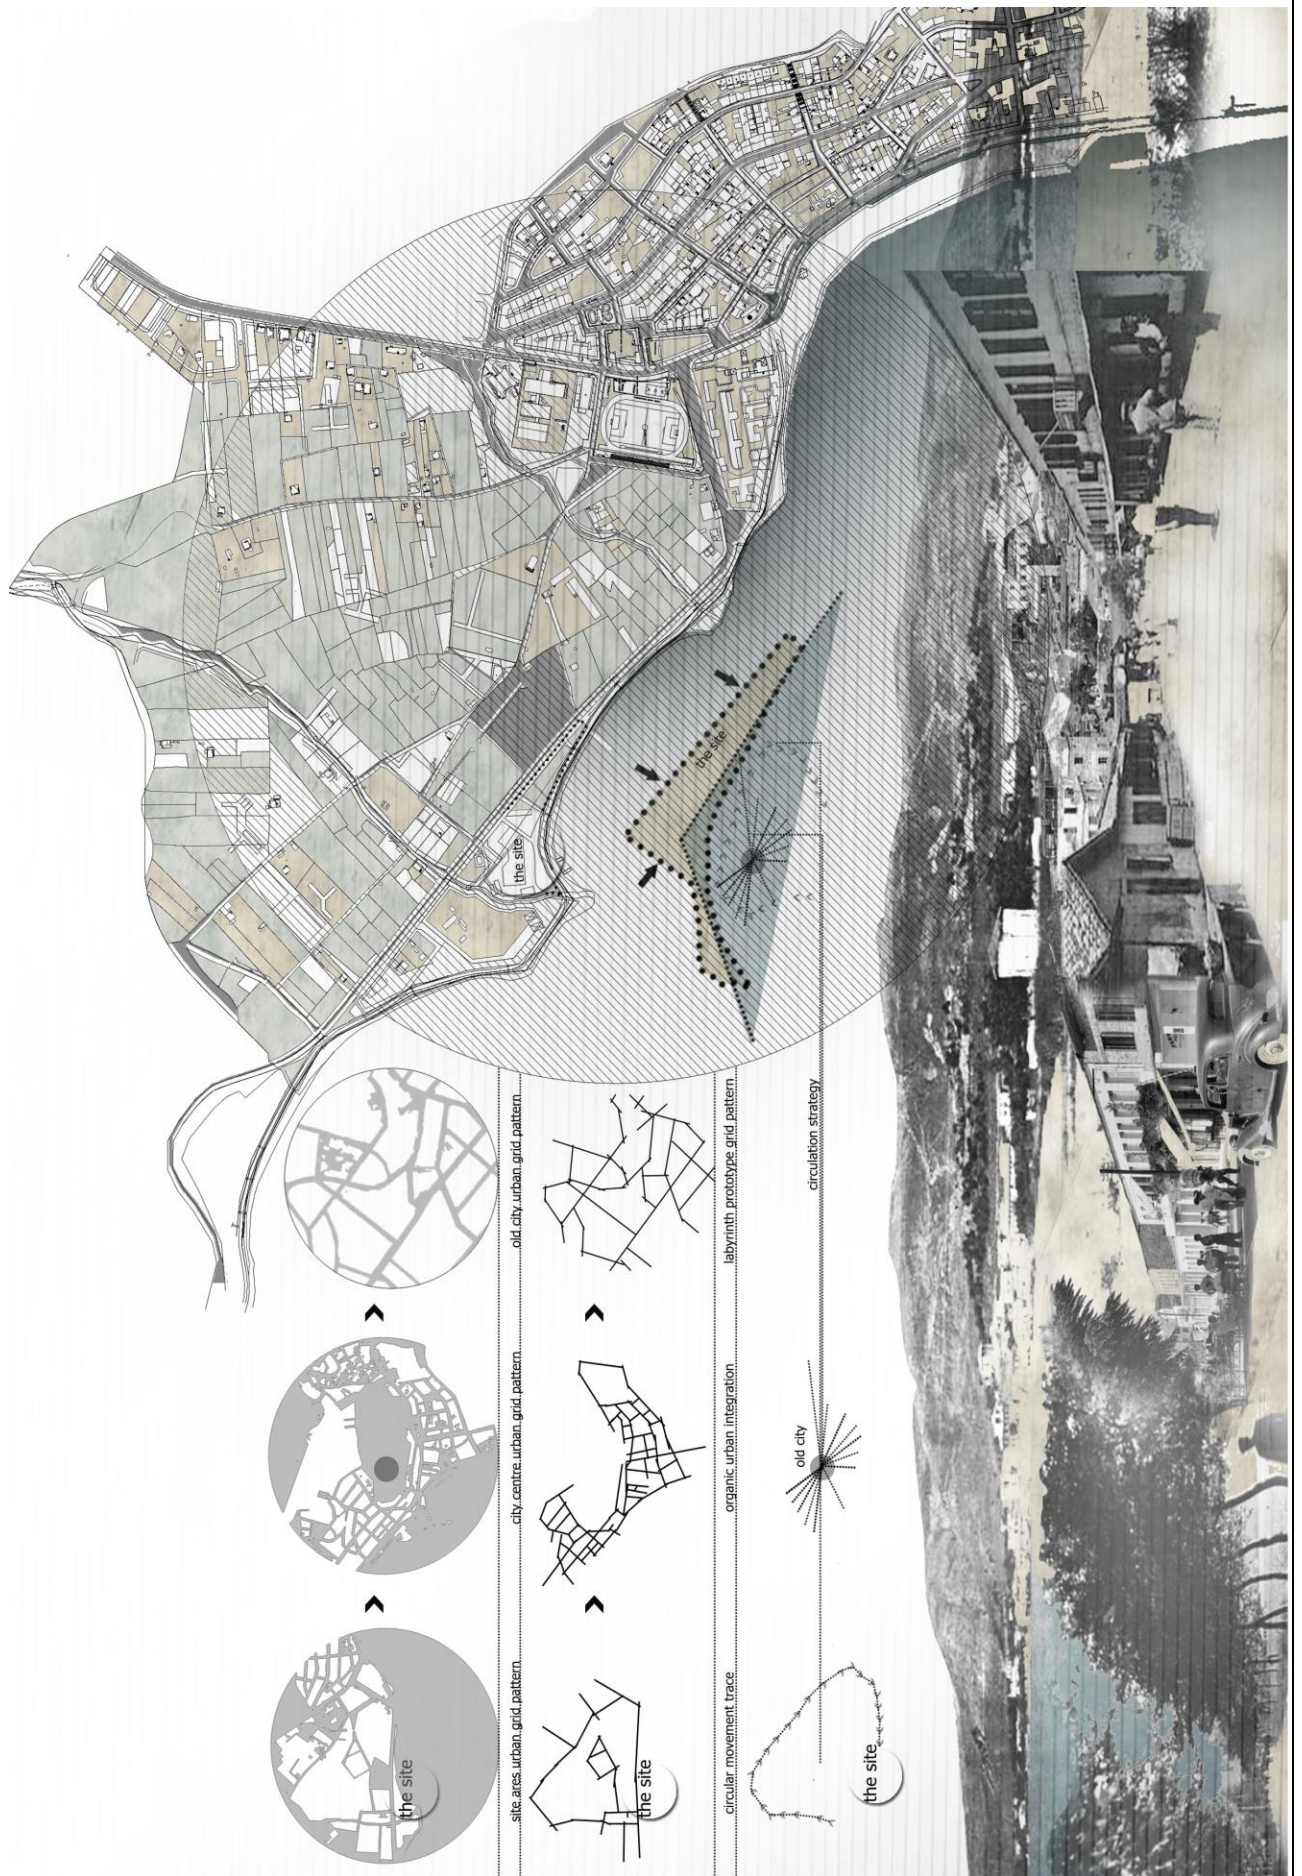 the site
the site
site ares urban grid pattern
city centre urban grid pattern
old city urban grid pattern
the site
the site
circular movement trace
organic urban integration
labyrinth prototype grid pattern
the site
old city
circulation strategy